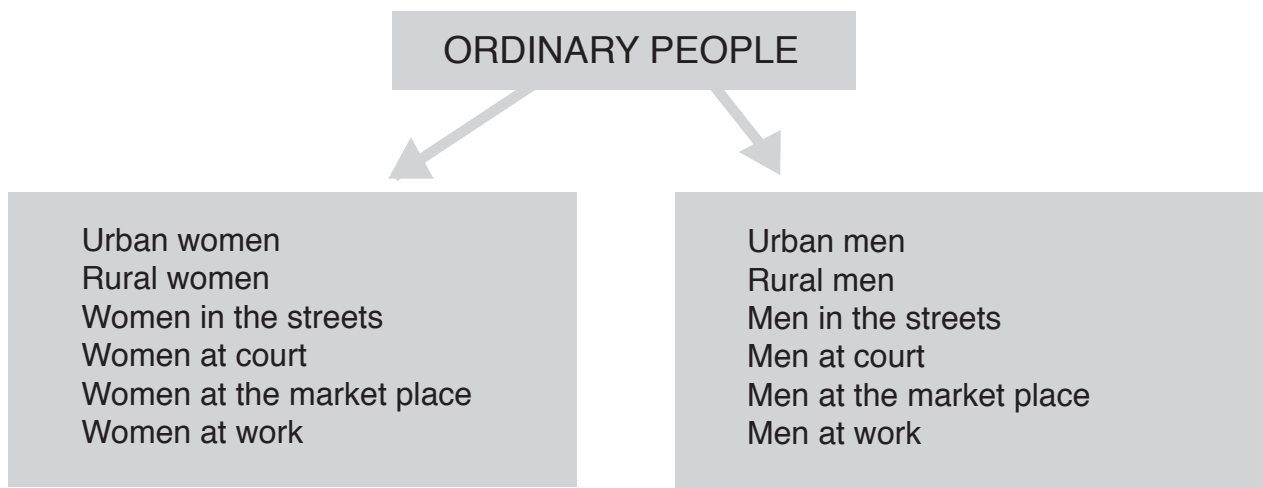 ORDINARY PEOPLE
Urban women
Rural women
Women in the streets
Women at court
Women at the market place
Women at work
Urban men
Rural men
Men in the streets
Men at court
Men at the market place
Men at work